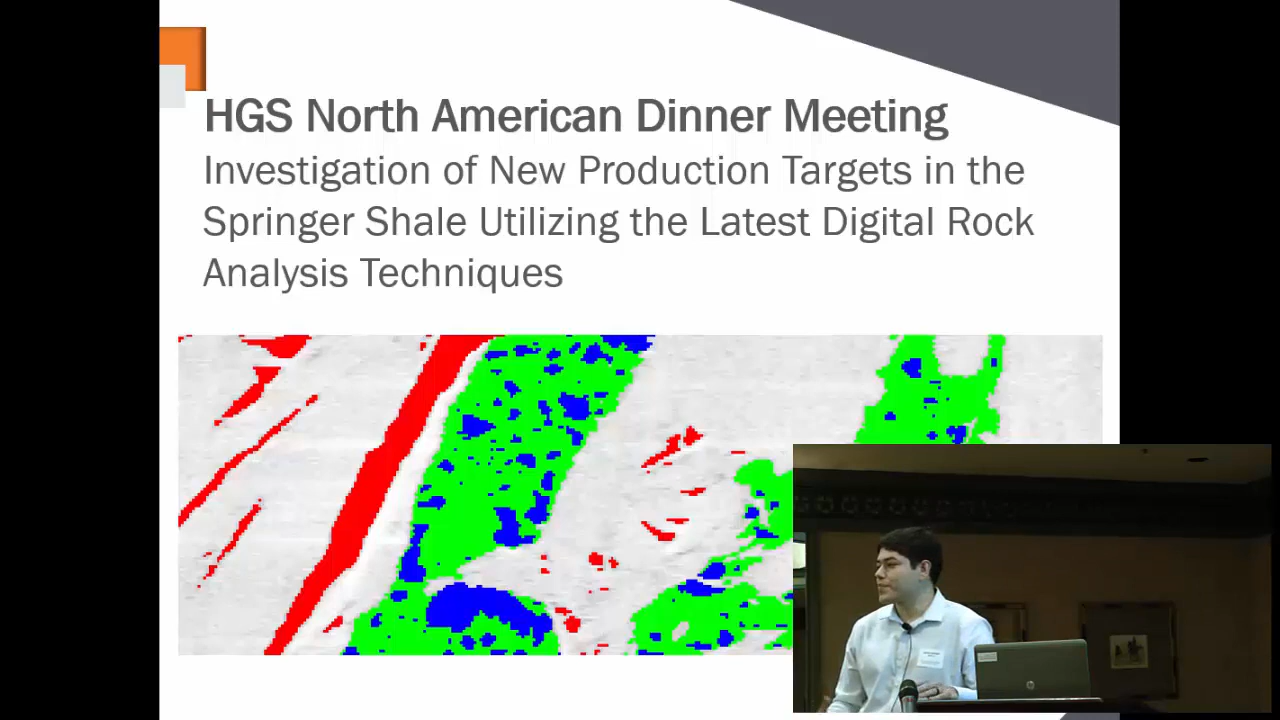 HGS North American Dinner Meeting
Investigation of New Production Targets in the
Springer Shale Utilizing the Latest Digital Rock
Analysis Techniques